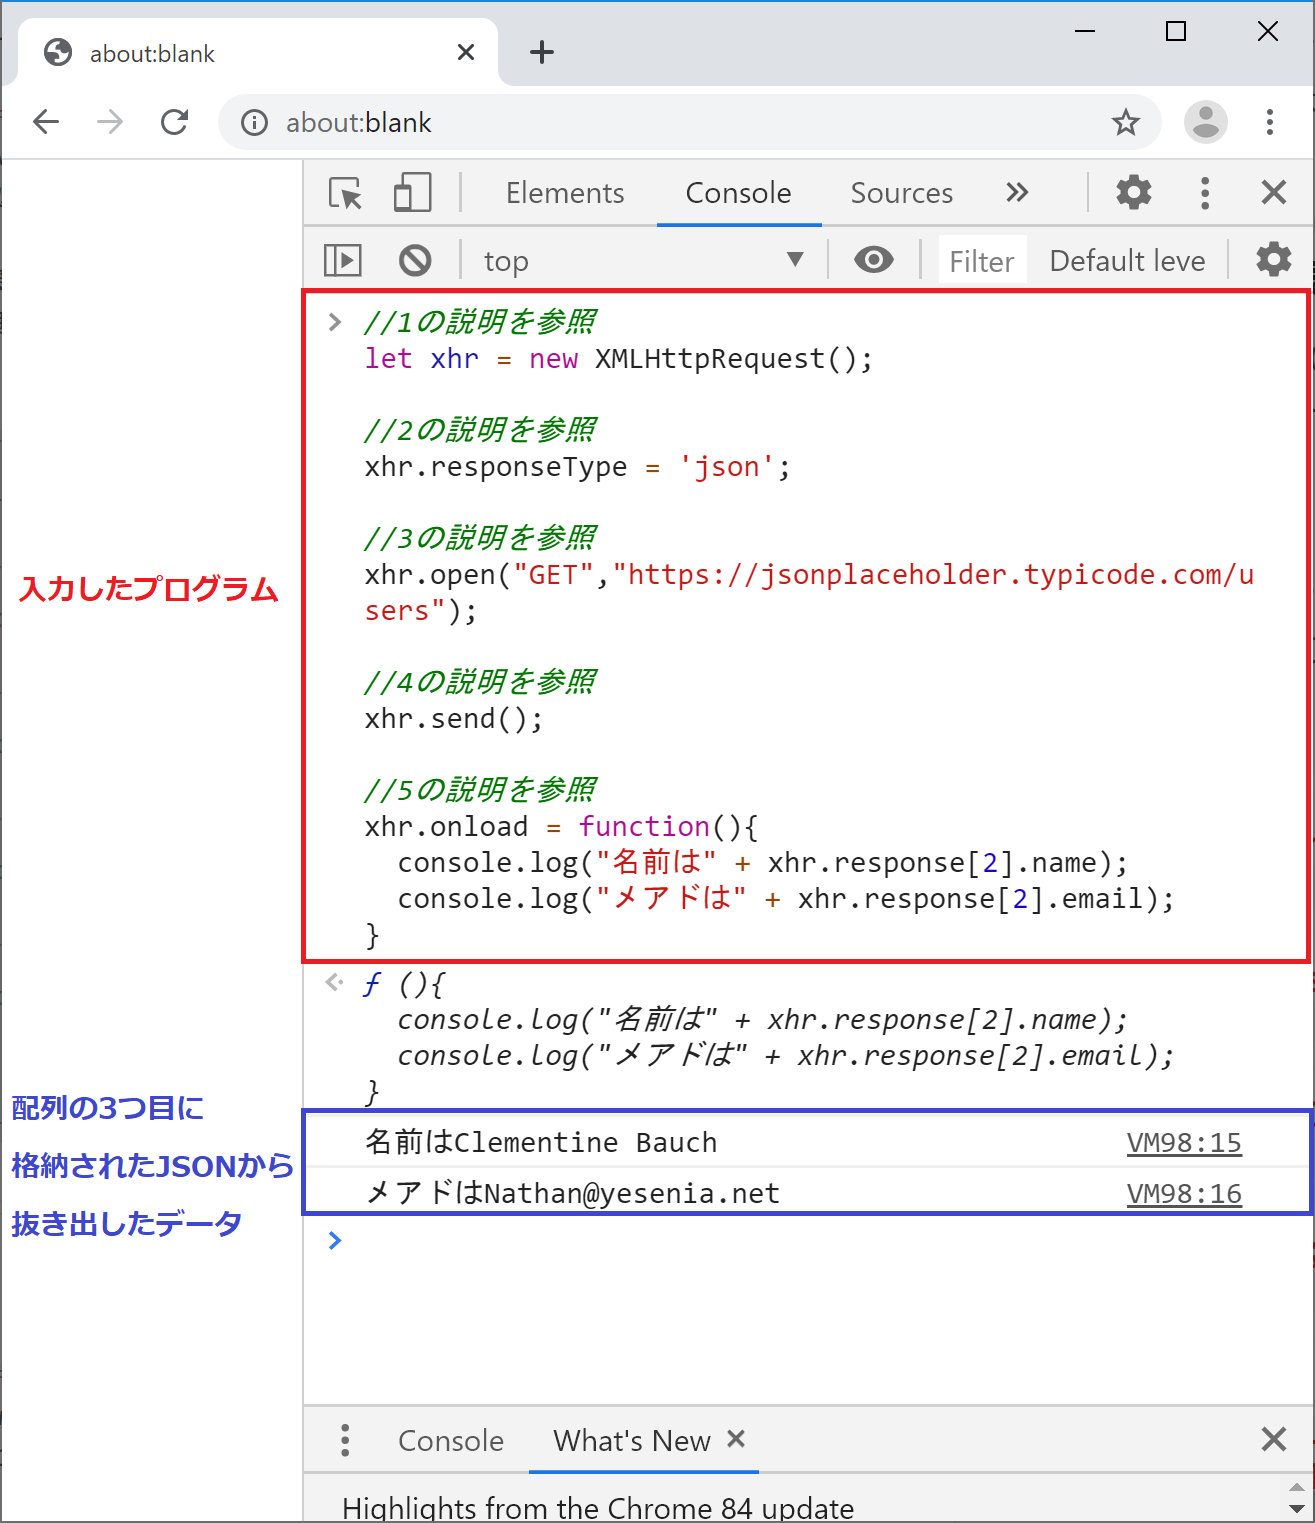 about:blank
about:blank
Elements Console Sources
top Filter Default leve
//1の説明を参照
let xhr = new XMLHttpRequest();
//2の説明を参照
xhr.responseType = 'json';
//3の説明を参照
xhr.open("GET","https://jsonplaceholder.typicode.com/u
sers");
//4の説明を参照
xhr.send();
//5の説明を参照
xhr.onload = function(){
console.log("名前は" + xhr.response[2].name);
console.log("メアドは" + xhr.response[2].email);
}
入力したプログラム
ƒ (){
console.log("名前は" + xhr.response[2].name);
console.log("メアドは" + xhr.response[2].email);
}
配列の3つ目に
格納されたJSONから
抜き出したデータ
名前はClementine Bauch VM98:15
メアドはNathan@yesenia.net VM98:16
Console What's New
Highlights from the Chrome 84 update